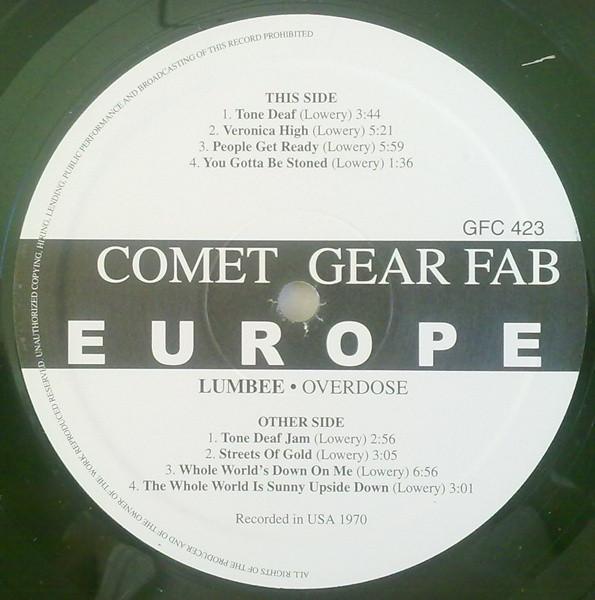 THIS SIDE
1. Tone Deaf (Lowery) 3:44
2. Veronica High (Lowery) 5:21
3. People Get Ready (Lowery) 5:59
4. You Gotta Be Stoned (Lowery) 1:36
GFC 423
COMET GEAR FAB
EUROPE
LUMBEE • OVERDOSE
OTHER SIDE
1. Tone Deaf Jam (Lowery) 2:56
2. Streets Of Gold (Lowery) 3:05
3. Whole World's Down On Me (Lowery) 6:56
4. The Whole World Is Sunny Upside Down (Lowery) 3:01
Recorded in USA 1970
ALL RIGHTS OF THE PRODUCER AND OF THE OWNER OF THE WORK REPRODUCED RESERVED. UNAUTHORIZED COPYING, HIRING, LENDING, PUBLIC PERFORMANCE AND BROADCASTING OF THIS RECORD PROHIBITED